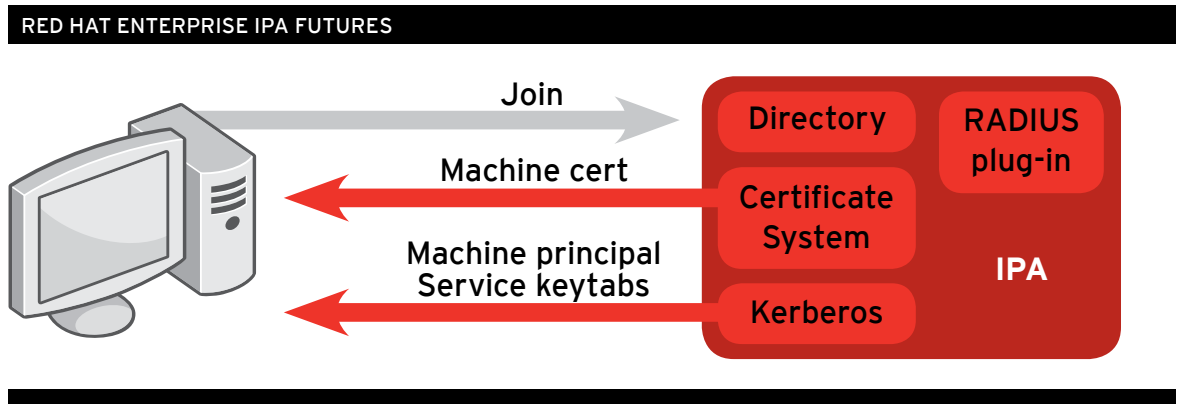 RED HAT ENTERPRISE IPA FUTURES
Join
Machine cert
Machine principal
Service keytabs
Directory
Certificate
System
Kerberos
RADIUS
plug-in
IPA